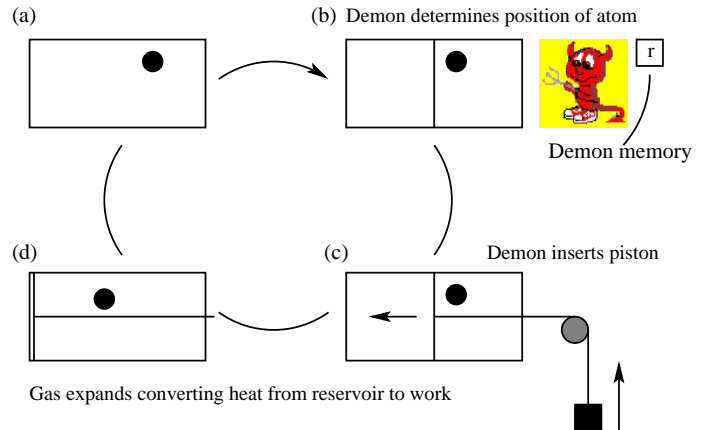 (a)
(b) Demon determines position of atom
r
Demon memory
(d)
(c)
Demon inserts piston
Gas expands converting heat from reservoir to work